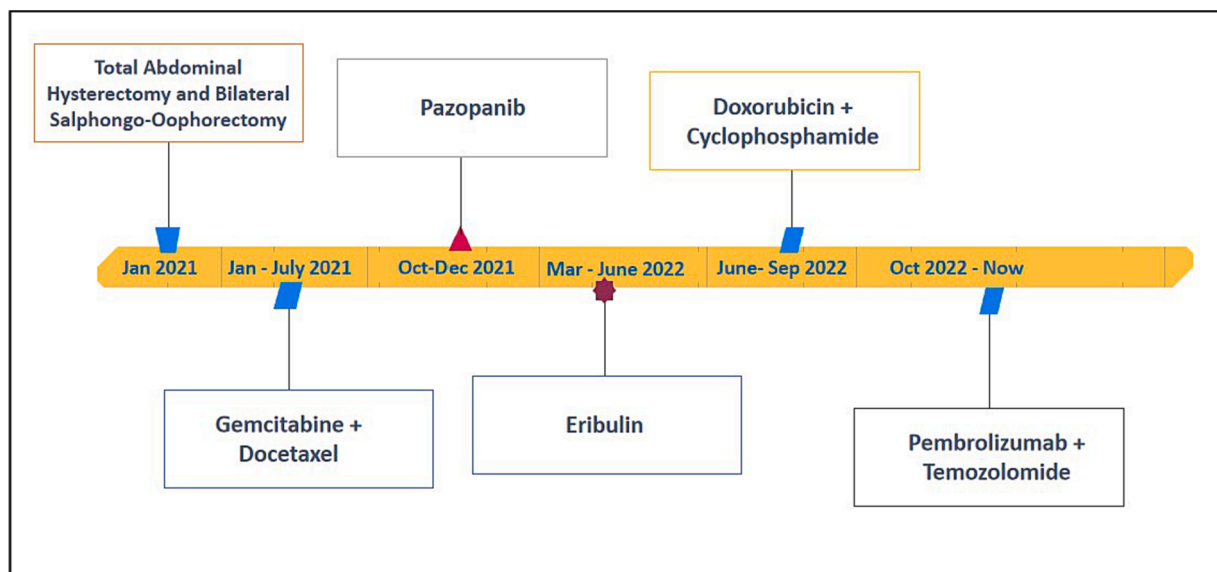 Total Abdominal
Hysterectomy and Bilateral
Salphongo-Oophorectomy
Pazopanib
Doxorubicin +
Cyclophosphamide
Jan 2021
Jan - July 2021
Oct-Dec 2021
Mar - June 2022
June- Sep 2022
Oct 2022 - Now
Gemcitabine +
Docetaxel
Eribulin
Pembrolizumab +
Temozolomide